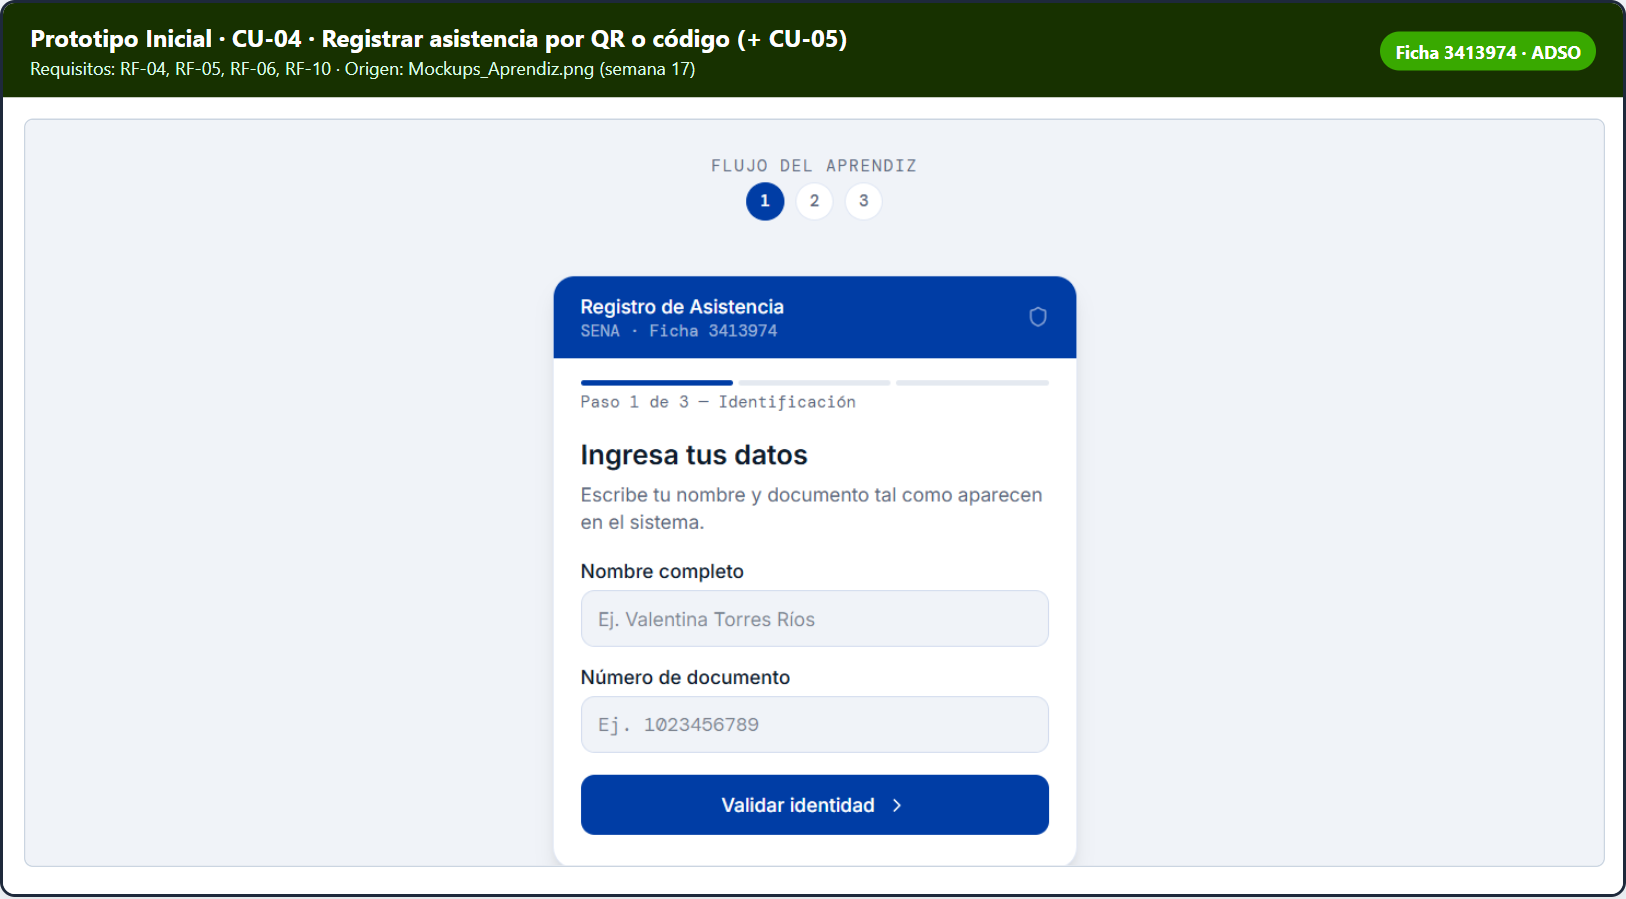 Prototipo Inicial · CU-04 · Registrar asistencia por QR o código (+ CU-05)
Requisitos: RF-04, RF-05, RF-06, RF-10 · Origen: Mockups_Aprendiz.png (semana 17)
Ficha 3413974 · ADSO
FLUJO DEL APRENDIZ
1 2 3
Registro de Asistencia
SENA · Ficha 3413974
Paso 1 de 3 — Identificación
Ingresa tus datos
Escribe tu nombre y documento tal como aparecen
en el sistema.
Nombre completo
Ej. Valentina Torres Ríos
Número de documento
Ej. 1023456789
Validar identidad